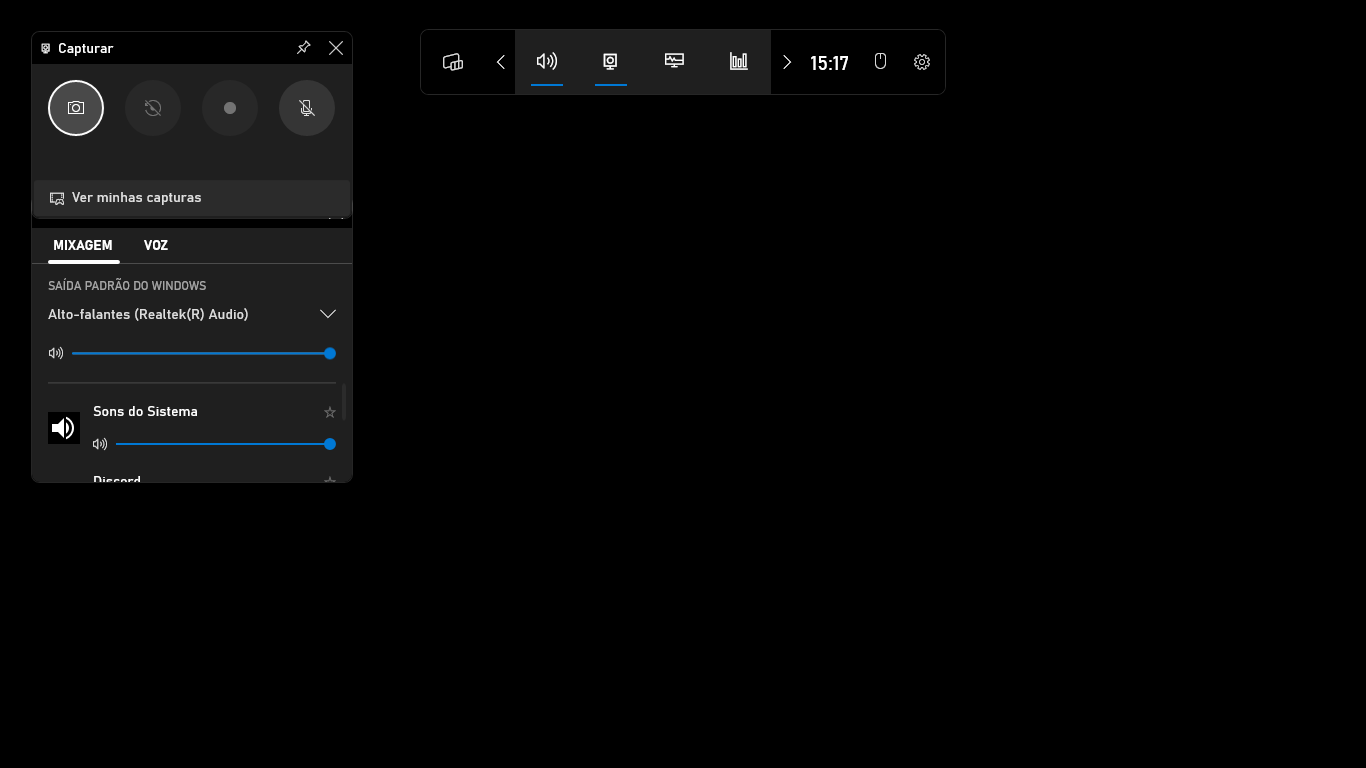 Capturar
15:17
Ver minhas capturas
MIXAGEM VOZ
SAÍDA PADRÃO DO WINDOWS
Alto-falantes (Realtek(R) Audio)
Sons do Sistema
Discord